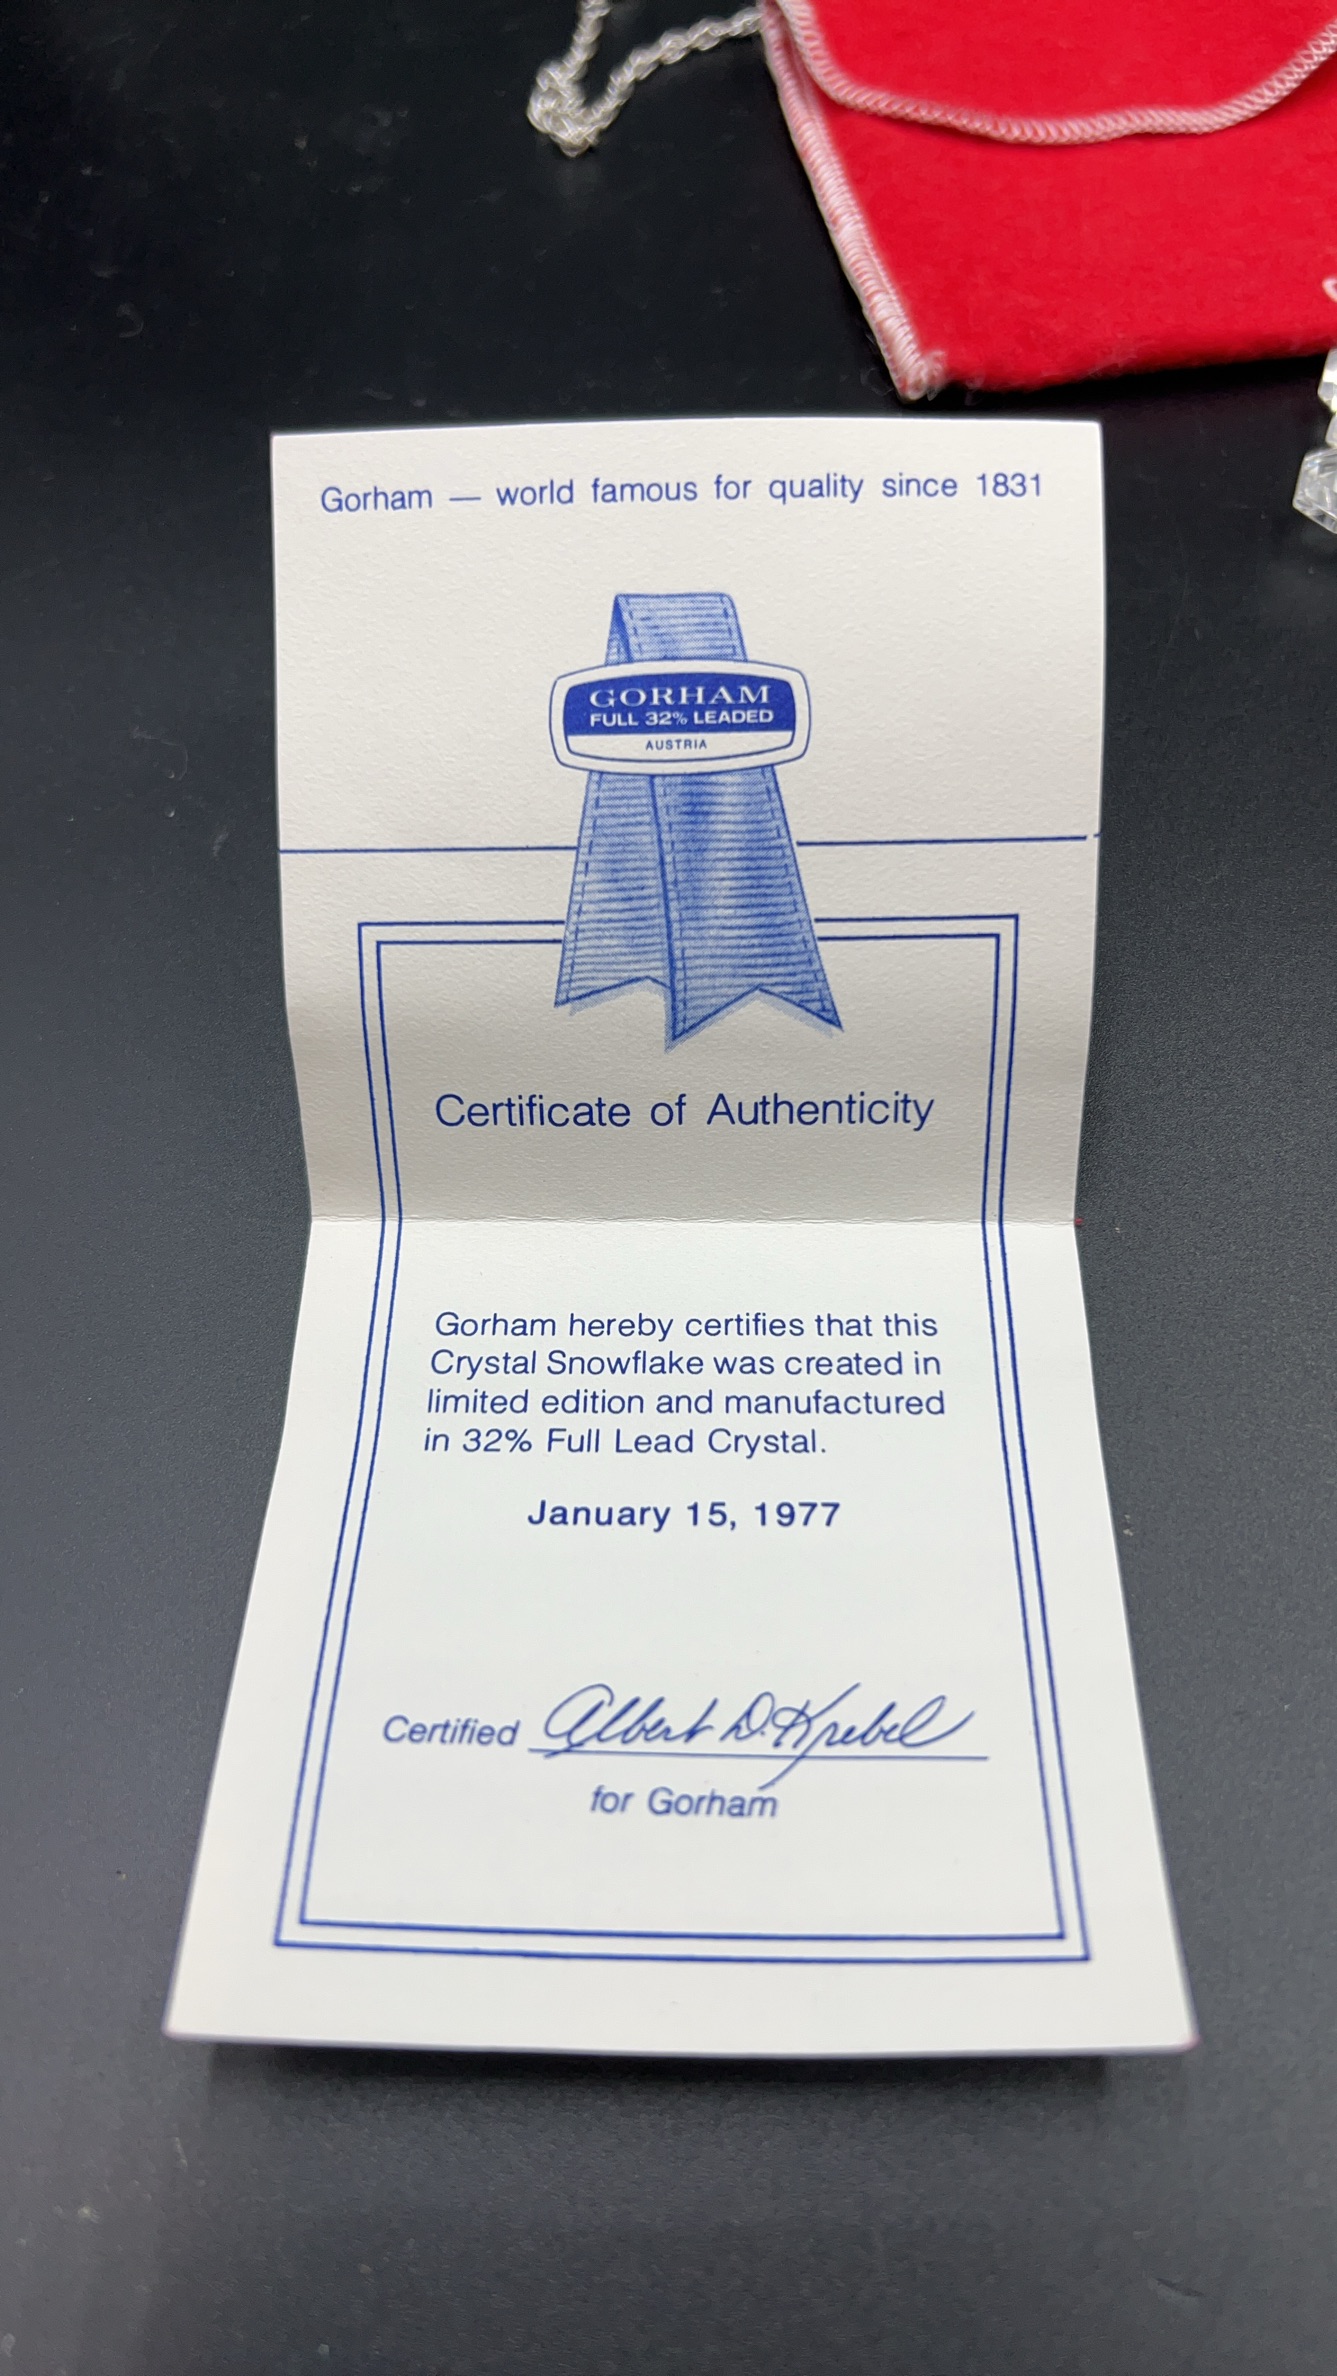 Gorham — world famous for quality since 1831
GORHAM
FULL 32% LEADED
AUSTRIA
Certificate of Authenticity
Gorham hereby certifies that this
Crystal Snowflake was created in
limited edition and manufactured
in 32% Full Lead Crystal.
January 15, 1977
Certified Albert D. Krebel
for Gorham